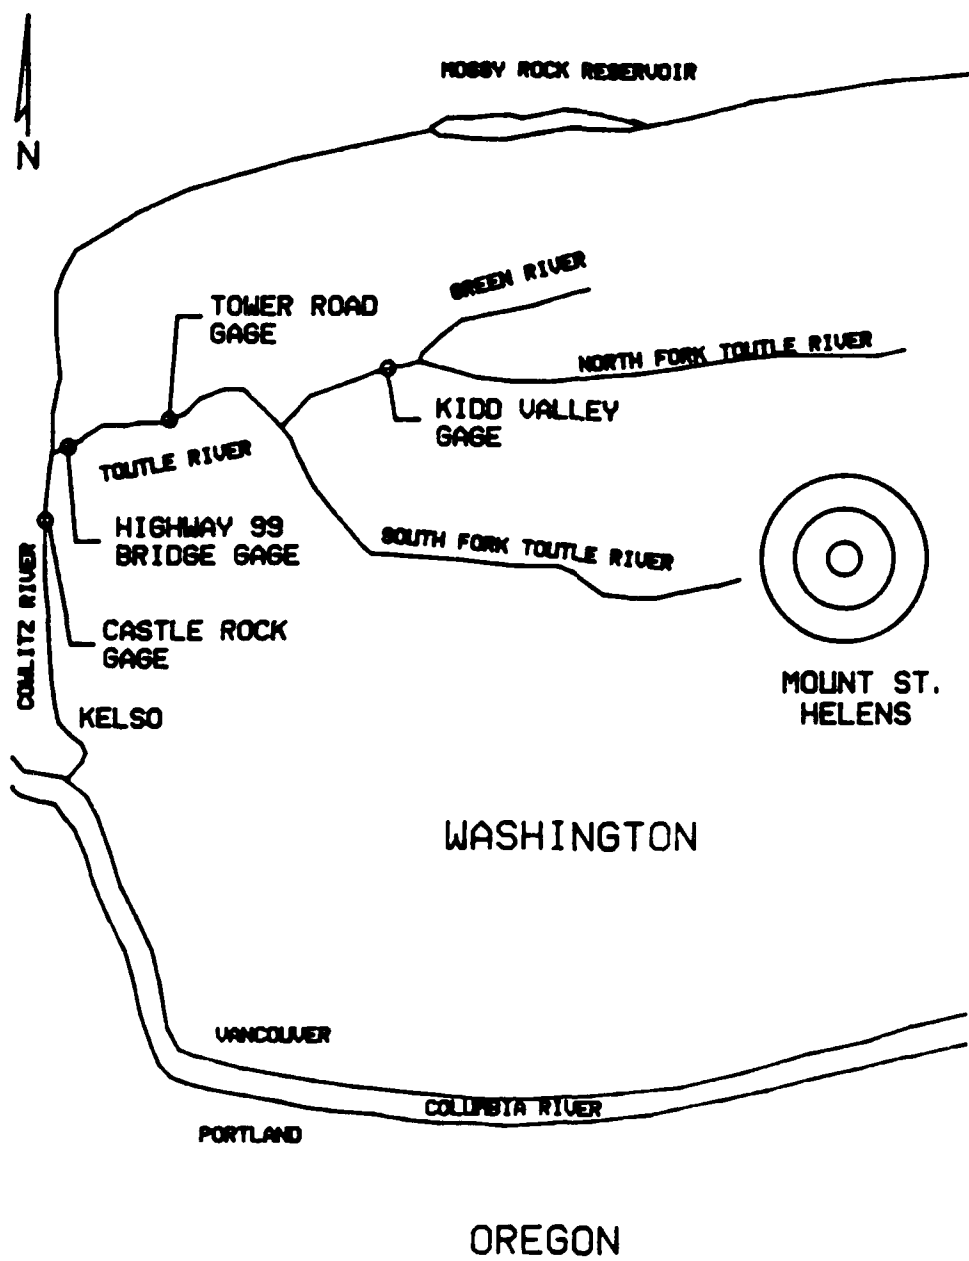 MOSSY ROCK RESERVOIR
N
GREEN RIVER
TOWER ROAD
GAGE
NORTH FORK TOUTLE RIVER
KIDD VALLEY
GAGE
TOUTLE RIVER
HIGHWAY 99
BRIDGE GAGE
SOUTH FORK TOUTLE RIVER
COWLITZ RIVER
CASTLE ROCK
GAGE
MOUNT ST.
HELENS
KELSO
WASHINGTON
VANCOUVER
COLUMBIA RIVER
PORTLAND
OREGON